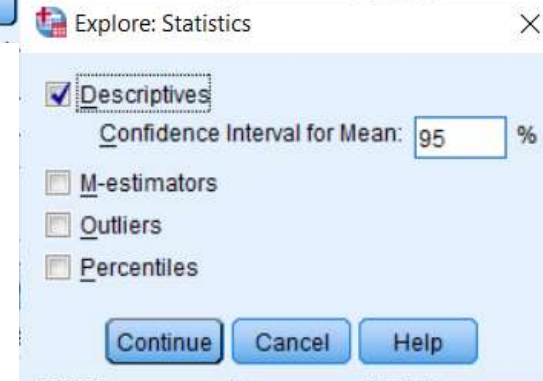 Explore: Statistics
Descriptives
Confidence Interval for Mean: 95 %
M-estimators
Outliers
Percentiles
Continue Cancel Help